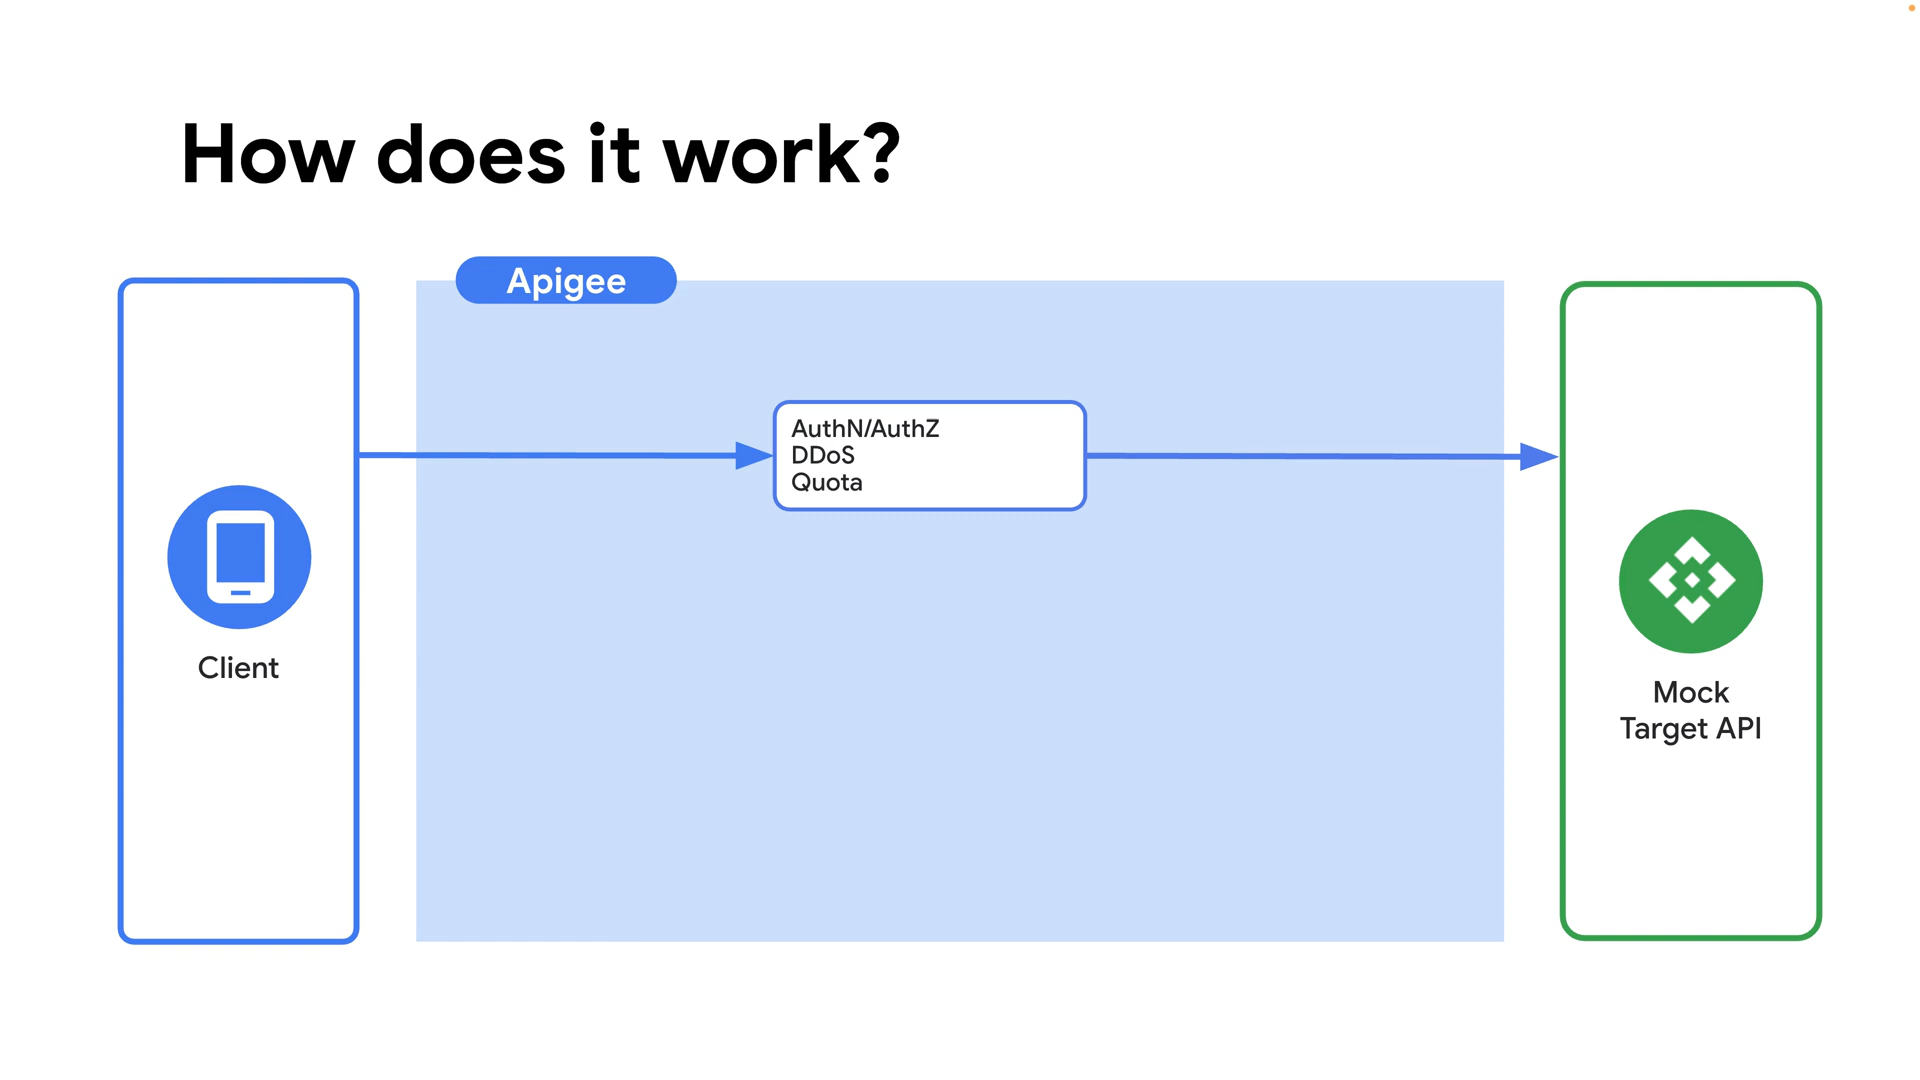 How does it work?
Apigee
AuthN/AuthZ
DDoS
Quota
Client
Mock
Target API